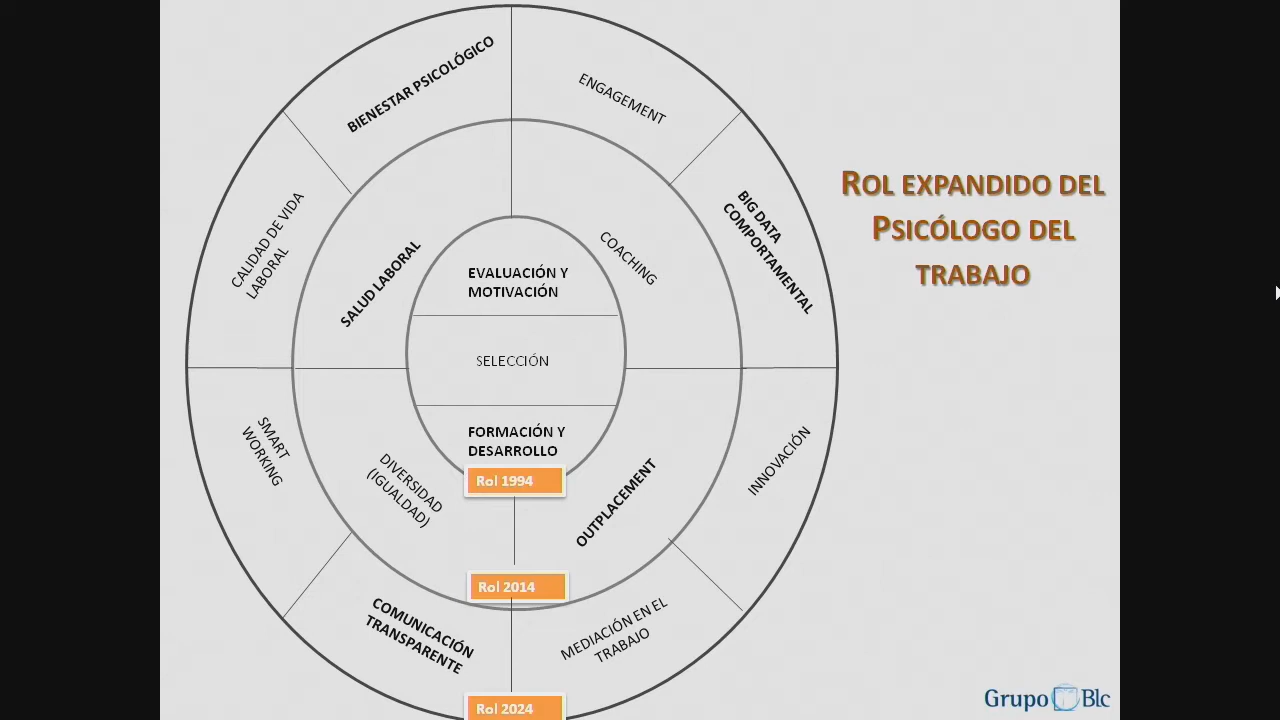 BIENESTAR PSICOLÓGICO
ENGAGEMENT
ROL EXPANDIDO DEL
PSICÓLOGO DEL
TRABAJO
BIG DATA
COMPORTAMENTAL
CALIDAD DE VIDA
LABORAL
SALUD LABORAL
COACHING
EVALUACIÓN Y
MOTIVACIÓN
SELECCIÓN
FORMACIÓN Y
DESARROLLO
Rol 1994
SMART
WORKING
DIVERSIDAD
(IGUALDAD)
OUTPLACEMENT
INNOVACIÓN
Rol 2014
COMUNICACIÓN
TRANSPARENTE
MEDIACIÓN EN EL
TRABAJO
Rol 2024
Grupo Blc